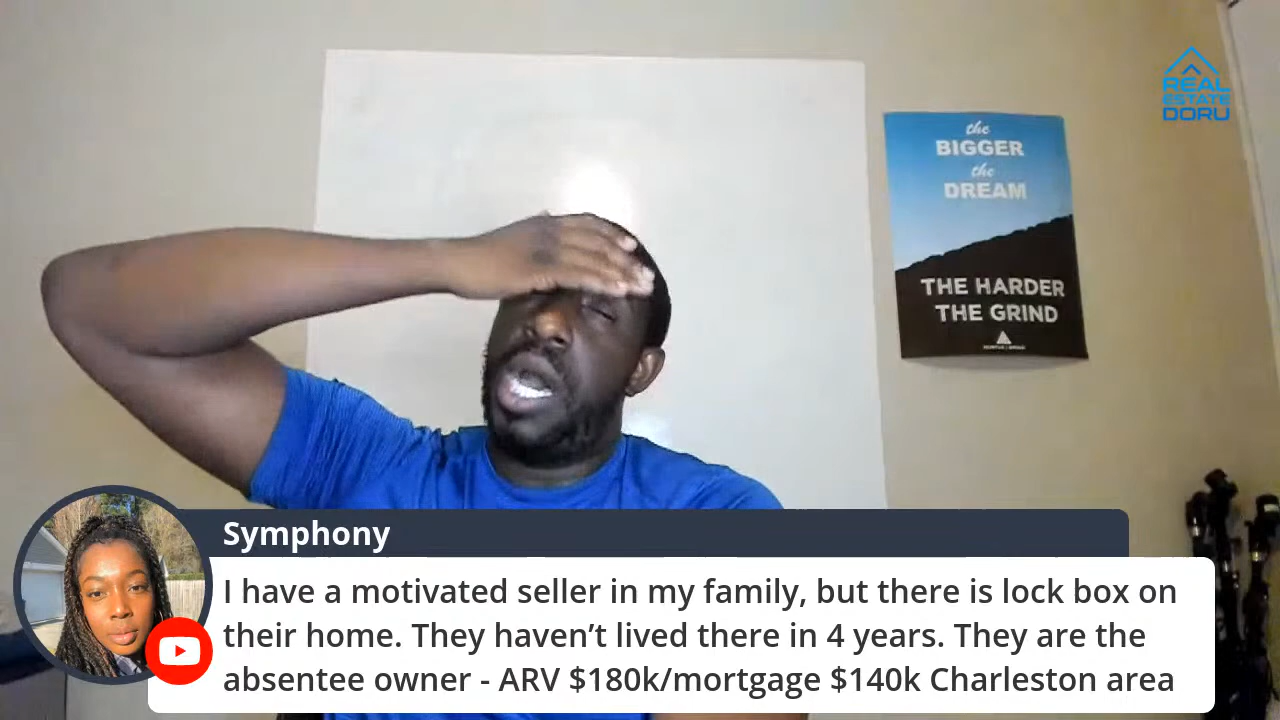 REAL
ESTATE
DORU
the
BIGGER
the
DREAM
THE HARDER
THE GRIND
Symphony
I have a motivated seller in my family, but there is lock box on
their home. They haven’t lived there in 4 years. They are the
absentee owner - ARV $180k/mortgage $140k Charleston area